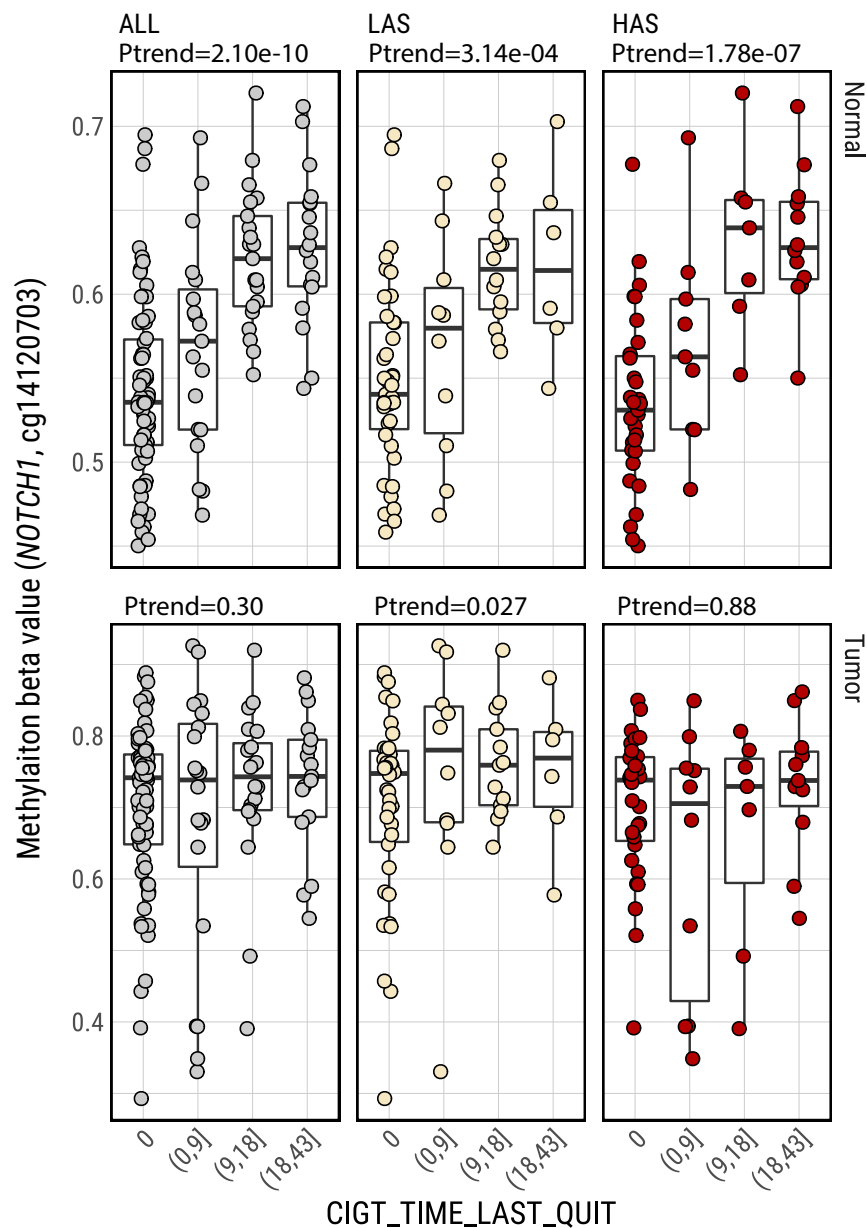 ALL LAS HAS
Ptrend=2.10e-10 Ptrend=3.14e-04 Ptrend=1.78e-07
Normal
0.7
0.6
0.5
Methylaiton beta value (NOTCH1, cg14120703)
Ptrend=0.30 Ptrend=0.027 Ptrend=0.88
Tumor
0.8
0.6
0.4
0 (0,9] (9,18] (18,43] 0 (0,9] (9,18] (18,43] 0 (0,9] (9,18] (18,43]
CIGT_TIME_LAST_QUIT